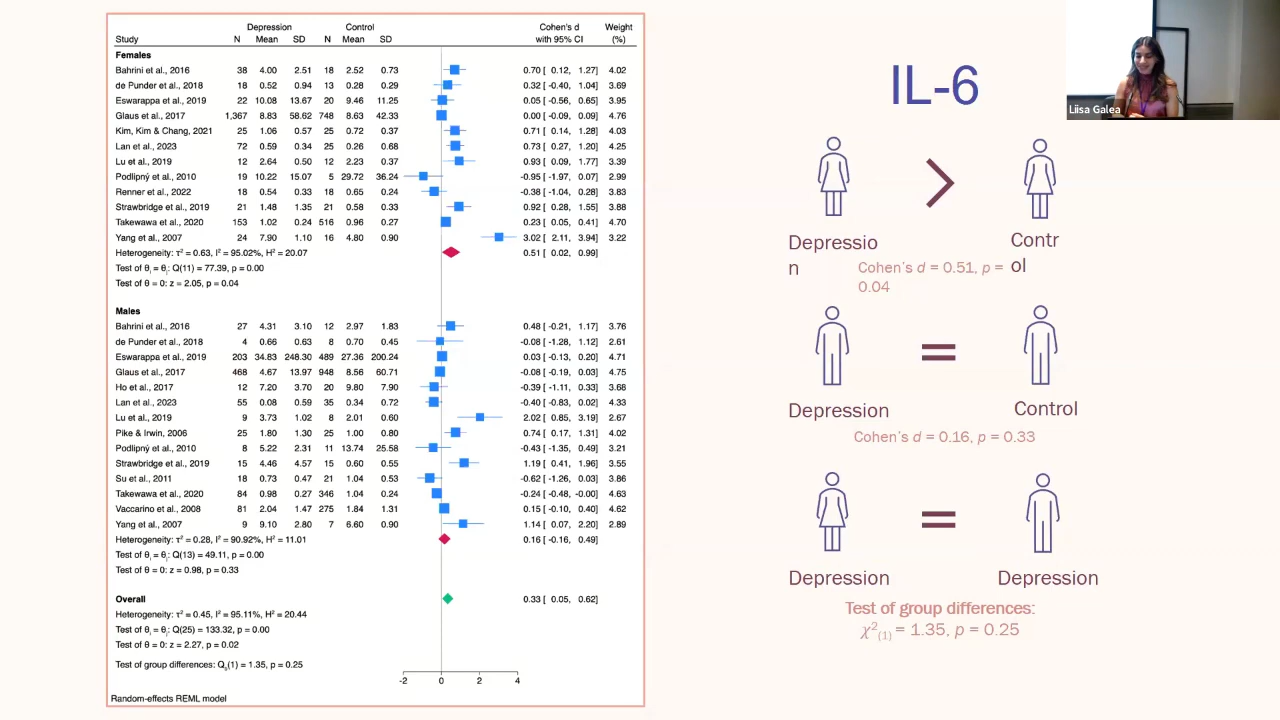 Depression Control Cohen's d Weight
Study N Mean SD N Mean SD with 95% CI (%)
Females
Bahrini et al., 2016 38 4.00 2.51 18 2.52 0.73 0.70 [ 0.12, 1.27] 4.02
de Punder et al., 2018 18 0.52 0.94 13 0.28 0.29 0.32 [ -0.40, 1.04] 3.69
Eswarappa et al., 2019 22 10.08 13.67 20 9.46 11.25 0.05 [ -0.56, 0.65] 3.95
Glaus et al., 2017 1,367 8.83 58.62 748 8.63 42.33 0.00 [ -0.09, 0.09] 4.76
Kim, Kim & Chang, 2021 25 1.06 0.57 25 0.72 0.37 0.71 [ 0.14, 1.28] 4.03
Lan et al., 2023 72 0.59 0.34 25 0.26 0.68 0.73 [ 0.27, 1.20] 4.25
Lu et al., 2019 12 2.64 0.50 12 2.23 0.37 0.93 [ 0.09, 1.77] 3.39
Podlipný et al., 2010 19 10.22 15.07 5 29.72 36.24 -0.95 [ -1.97, 0.07] 2.99
Renner et al., 2022 18 0.54 0.33 18 0.65 0.24 -0.38 [ -1.04, 0.28] 3.83
Strawbridge et al., 2019 21 1.48 1.35 21 0.58 0.33 0.92 [ 0.28, 1.55] 3.88
Takewawa et al., 2020 153 1.02 0.24 516 0.96 0.27 0.23 [ 0.05, 0.41] 4.70
Yang et al., 2007 24 7.90 1.10 16 4.80 0.90 3.02 [ 2.11, 3.94] 3.22
Heterogeneity: τ² = 0.63, I² = 95.02%, H² = 20.07 0.51 [ 0.02, 0.99]
Test of θᵢ = θⱼ: Q(11) = 77.39, p = 0.00
Test of θ = 0: z = 2.05, p = 0.04
Males
Bahrini et al., 2016 27 4.31 3.10 12 2.97 1.83 0.48 [ -0.21, 1.17] 3.76
de Punder et al., 2018 4 0.66 0.63 8 0.70 0.45 -0.08 [ -1.28, 1.12] 2.61
Eswarappa et al., 2019 203 34.83 248.30 489 27.36 200.24 0.03 [ -0.13, 0.20] 4.71
Glaus et al., 2017 468 4.67 13.97 948 8.56 60.71 -0.08 [ -0.19, 0.03] 4.75
Ho et al., 2017 12 7.20 3.70 20 9.80 7.90 -0.39 [ -1.11, 0.33] 3.68
Lan et al., 2023 55 0.08 0.59 35 0.34 0.72 -0.40 [ -0.83, 0.02] 4.33
Lu et al., 2019 9 3.73 1.02 8 2.01 0.60 2.02 [ 0.85, 3.19] 2.67
Pike & Irwin, 2006 25 1.80 1.30 25 1.00 0.80 0.74 [ 0.17, 1.31] 4.02
Podlipný et al., 2010 8 5.22 2.31 11 13.74 25.58 -0.43 [ -1.35, 0.49] 3.21
Strawbridge et al., 2019 15 4.46 4.57 15 0.60 0.55 1.19 [ 0.41, 1.96] 3.55
Su et al., 2011 18 0.73 0.47 21 1.04 0.53 -0.62 [ -1.26, 0.03] 3.86
Takewawa et al., 2020 84 0.98 0.27 346 1.04 0.24 -0.24 [ -0.48, -0.00] 4.63
Vaccarino et al., 2008 81 2.04 1.47 275 1.84 1.31 0.15 [ -0.10, 0.40] 4.62
Yang et al., 2007 9 9.10 2.80 7 6.60 0.90 1.14 [ 0.07, 2.20] 2.89
Heterogeneity: τ² = 0.28, I² = 90.92%, H² = 11.01 0.16 [ -0.16, 0.49]
Test of θᵢ = θⱼ: Q(13) = 49.11, p = 0.00
Test of θ = 0: z = 0.98, p = 0.33
Overall 0.33 [ 0.05, 0.62]
Heterogeneity: τ² = 0.45, I² = 95.11%, H² = 20.44
Test of θᵢ = θⱼ: Q(25) = 133.32, p = 0.00
Test of θ = 0: z = 2.27, p = 0.02
Test of group differences: Q_b(1) = 1.35, p = 0.25
-2 0 2 4
Random-effects REML model
IL-6
Liisa Galea
>
Depressio
n
Contr
ol
Cohen's d = 0.51, p =
0.04
=
Depression Control
Cohen's d = 0.16, p = 0.33
=
Depression Depression
Test of group differences:
χ²₍₁₎ = 1.35, p = 0.25